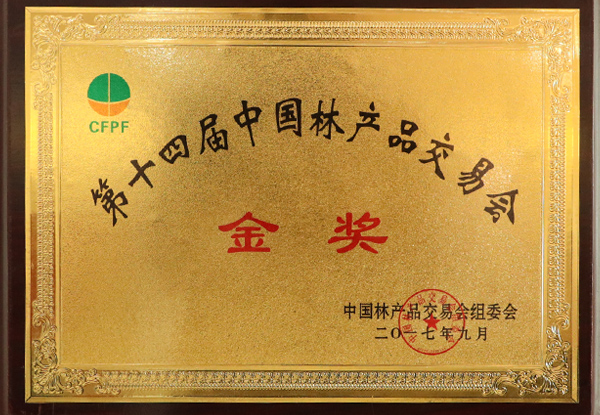 CFPF
第十四届中国林产品交易会
金奖
中国林产品交易会组委会
二〇一七年九月